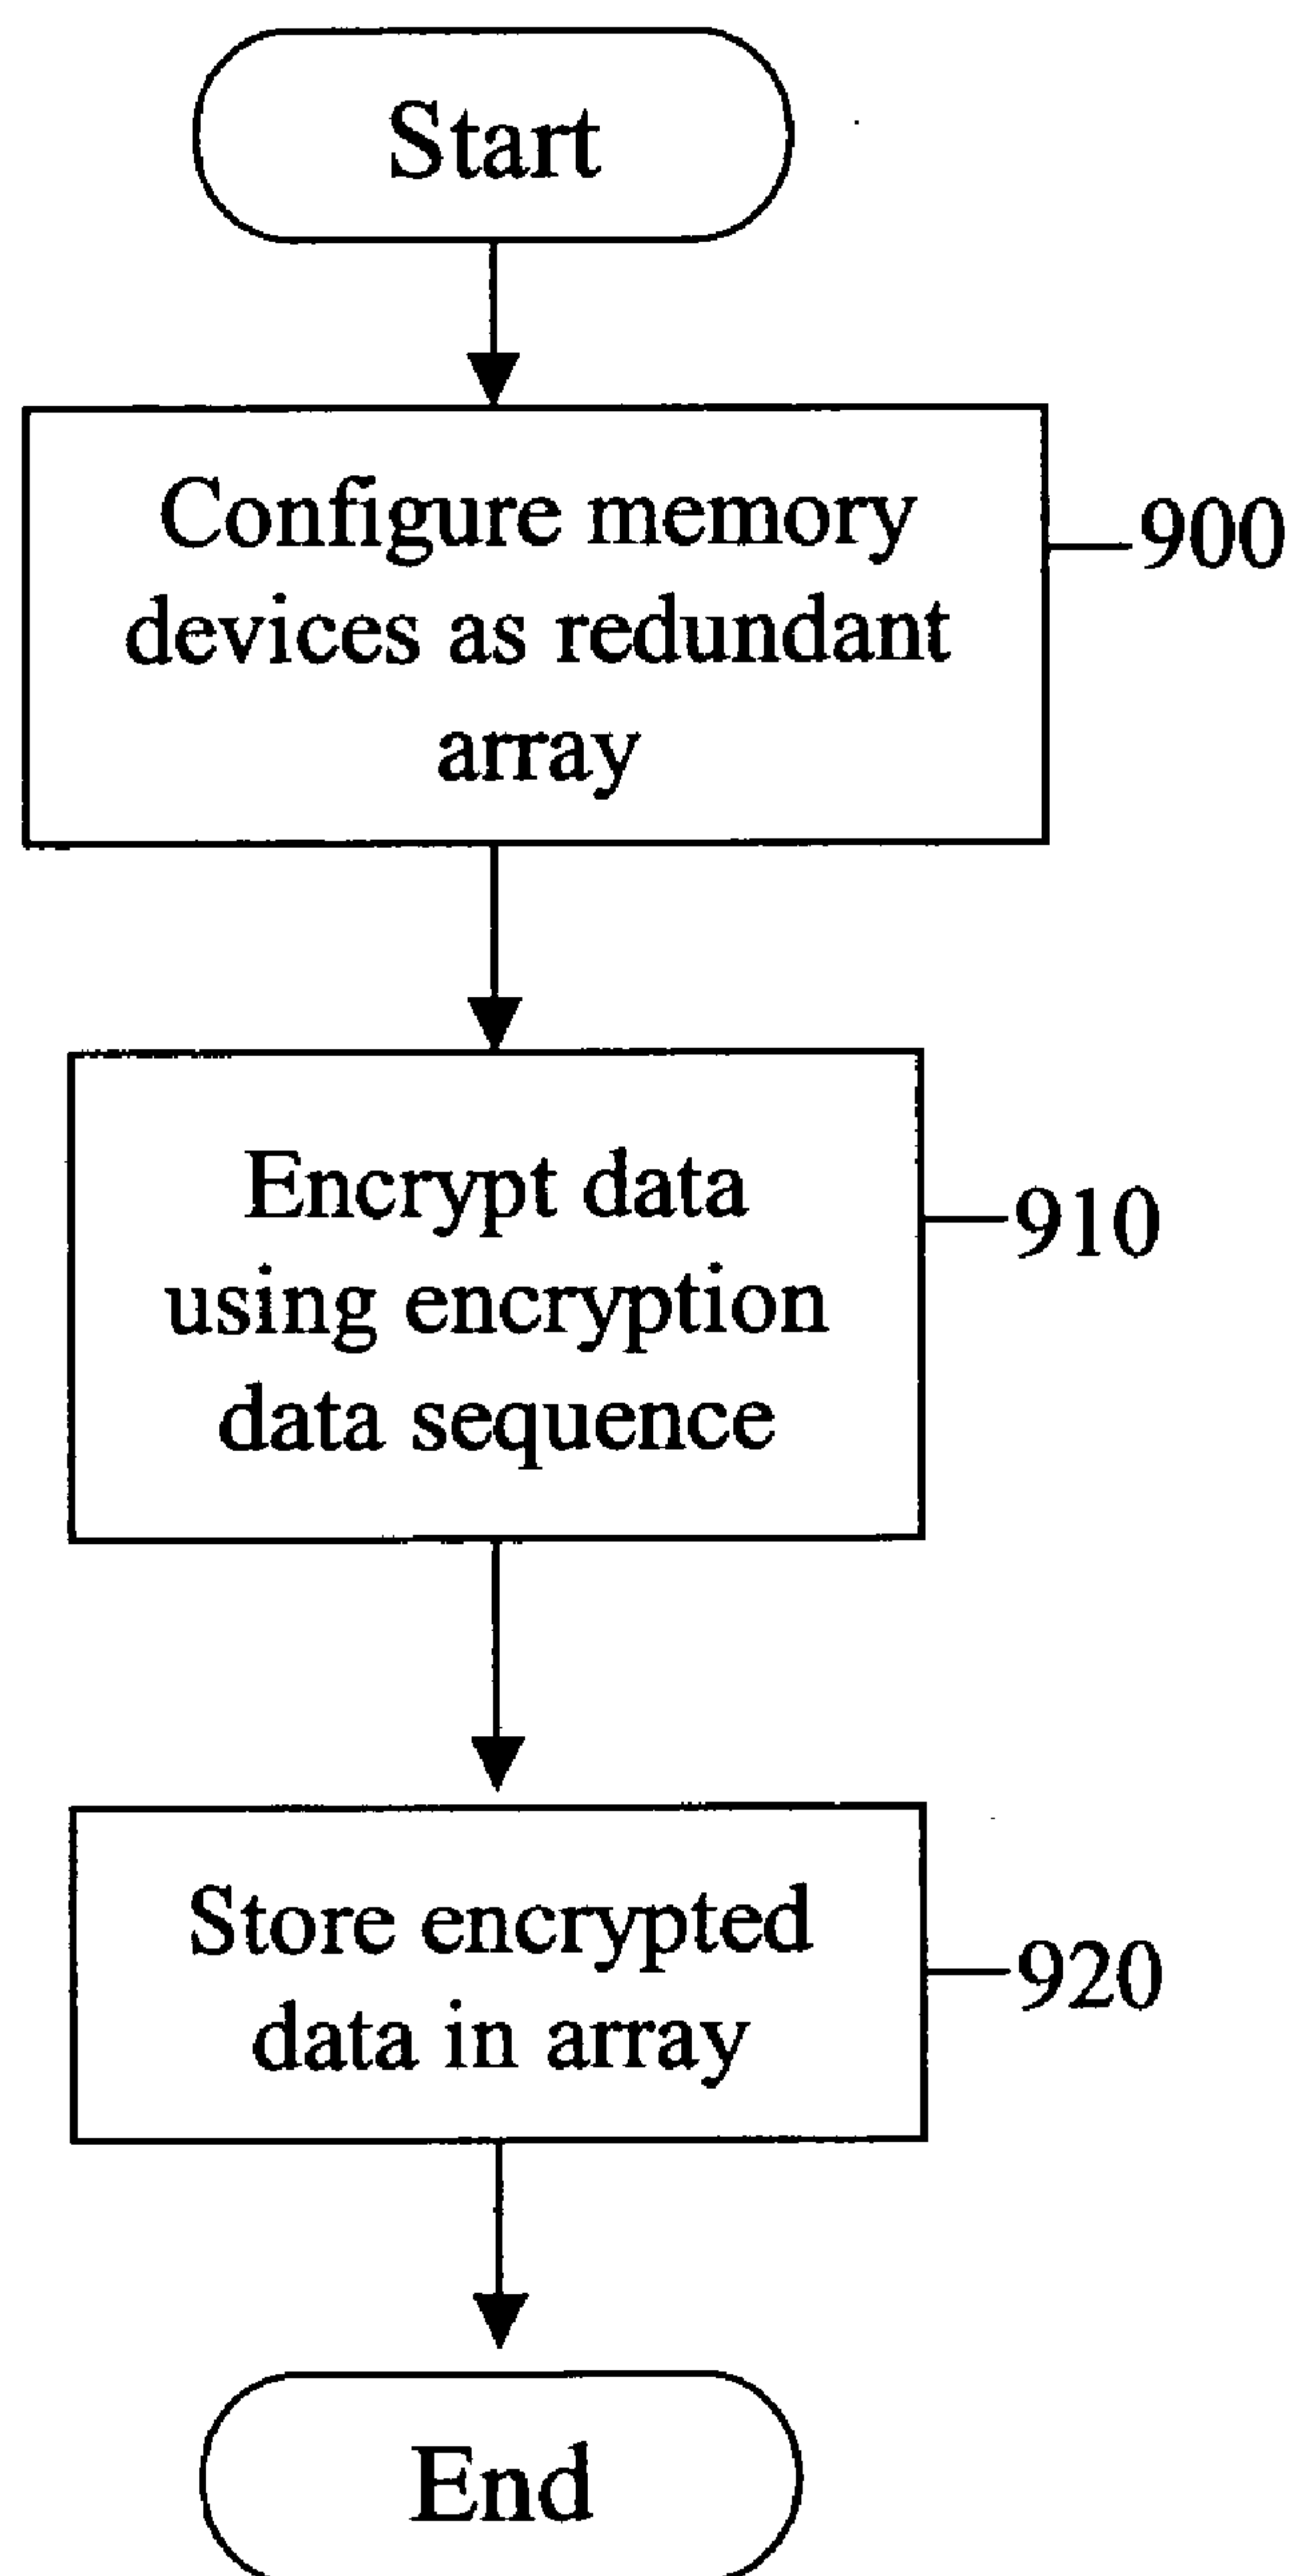 Start
Configure memory
devices as redundant
array
900
Encrypt data
using encryption
data sequence
910
Store encrypted
data in array
920
End